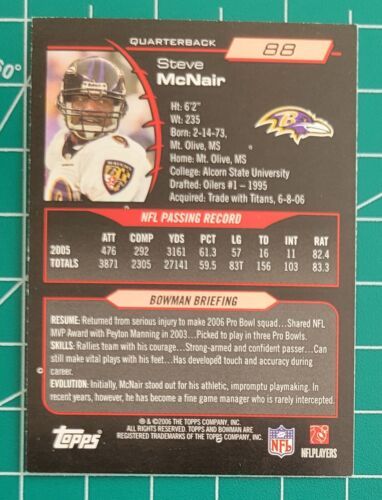 QUARTERBACK
88
Steve
McNair
Ht: 6'2"
Wt: 235
Born: 2-14-73,
Mt. Olive, MS
Home: Mt. Olive, MS
College: Alcorn State University
Drafted: Oilers #1 – 1995
Acquired: Trade with Titans, 6-8-06
NFL PASSING RECORD
ATT COMP YDS PCT LG TD INT RAT
2005 476 292 3161 61.3 57 16 11 82.4
TOTALS 3871 2305 27141 59.5 83T 156 103 83.3
BOWMAN BRIEFING
RESUME: Returned from serious injury to make 2006 Pro Bowl squad...Shared NFL
MVP Award with Peyton Manning in 2003...Picked to play in three Pro Bowls.
SKILLS: Rallies team with his courage... Strong-armed and confident passer...Can
still make vital plays with his feet...Has developed touch and accuracy during
career.
EVOLUTION: Initially, McNair stood out for his athletic, impromptu playmaking. In
recent years, however, he has become a fine game manager who is rarely intercepted.
Topps
® & ©2006 THE TOPPS COMPANY, INC.
ALL RIGHTS RESERVED. TOPPS AND BOWMAN ARE
REGISTERED TRADEMARKS OF THE TOPPS COMPANY, INC.
NFL
NFLPLAYERS